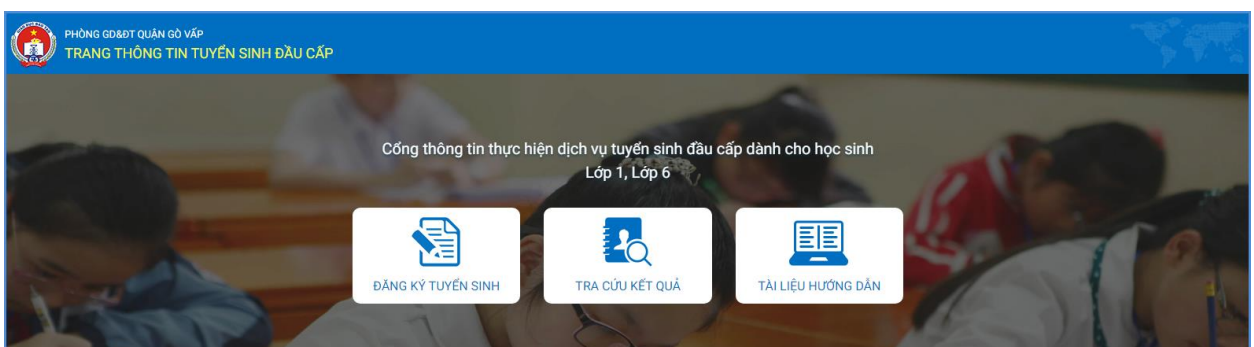 PHÒNG GD&ĐT QUẬN GÒ VẤP
TRANG THÔNG TIN TUYỂN SINH ĐẦU CẤP
Cổng thông tin thực hiện dịch vụ tuyển sinh đầu cấp dành cho học sinh
Lớp 1, Lớp 6
ĐĂNG KÝ TUYỂN SINH
TRA CỨU KẾT QUẢ
TÀI LIỆU HƯỚNG DẪN